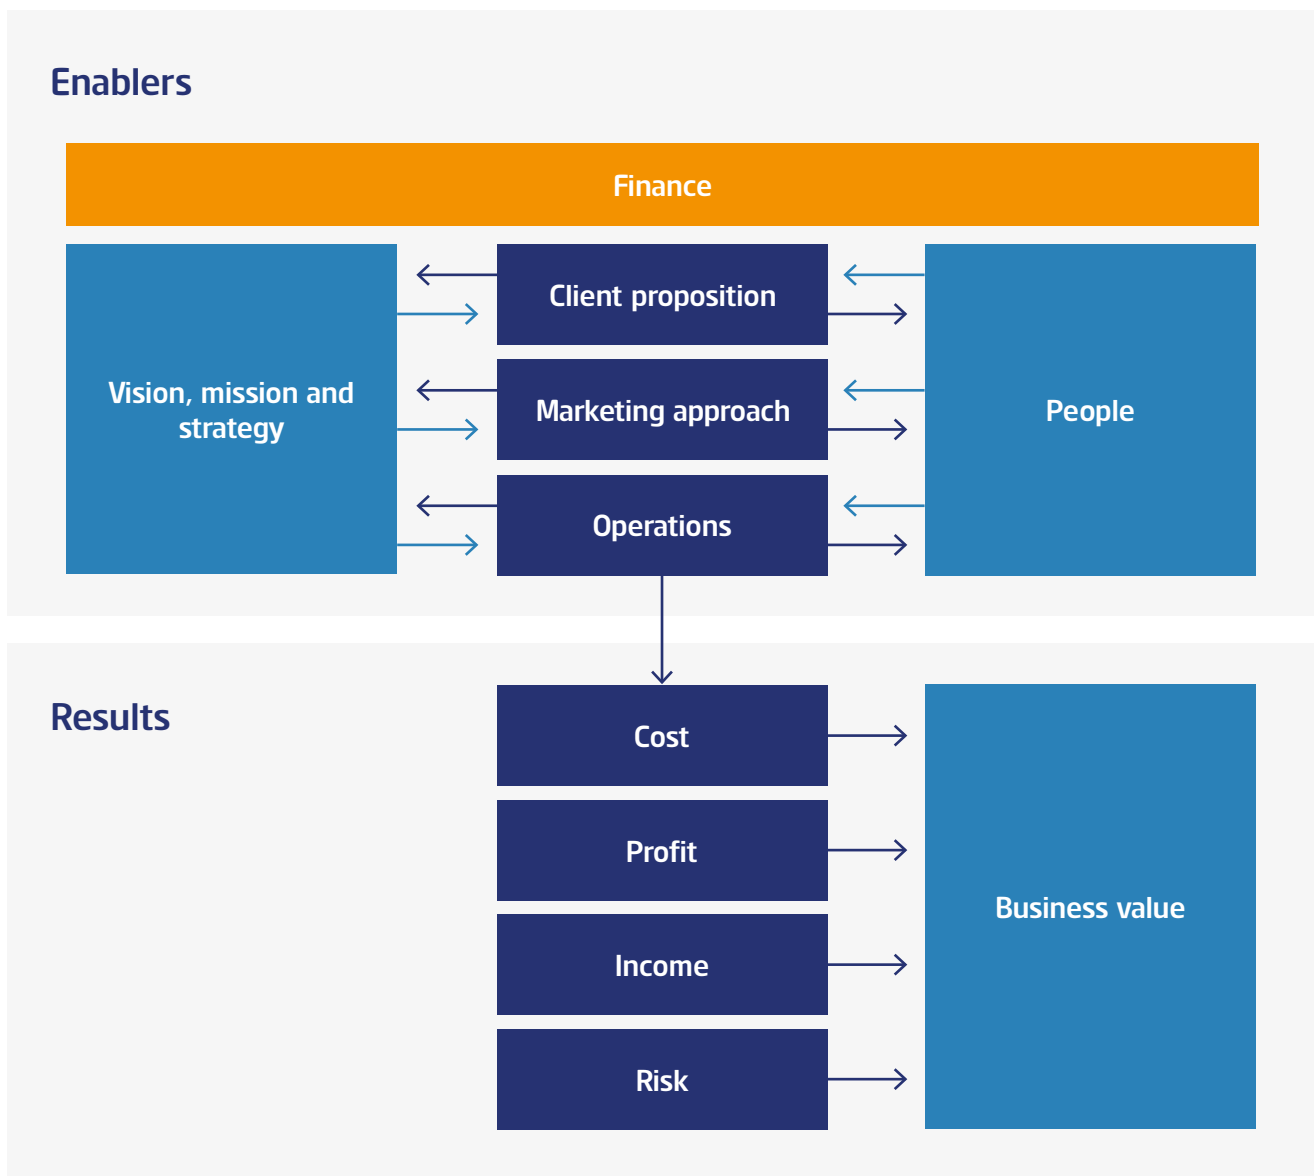 Enablers
Finance
Client proposition
Vision, mission and
strategy
Marketing approach
People
Operations
Results
Cost
Profit
Business value
Income
Risk